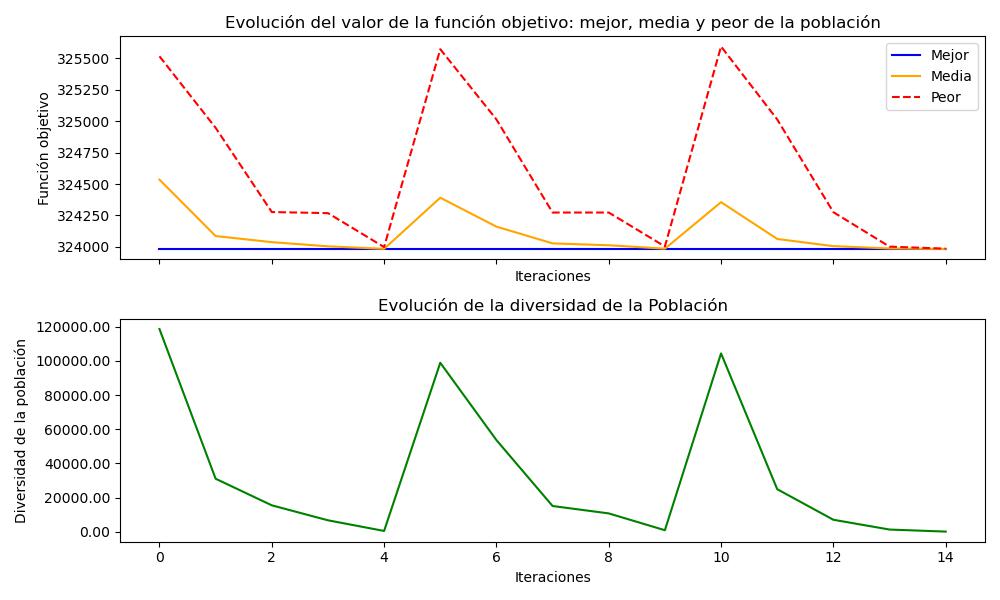 Evolución del valor de la función objetivo: mejor, media y peor de la población
Función objetivo
325500
325250
325000
324750
324500
324250
324000
Mejor
Media
Peor
Iteraciones
Evolución de la diversidad de la Población
Diversidad de la población
120000.00
100000.00
80000.00
60000.00
40000.00
20000.00
0.00
0 2 4 6 8 10 12 14
Iteraciones